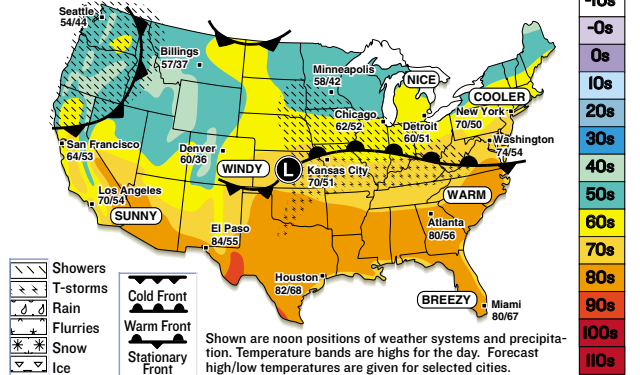 Seattle
54/44
Billings
57/37
Minneapolis
58/42
NICE
COOLER
Chicago
62/52
Detroit
60/51
New York
70/50
Washington
74/54
San Francisco
64/53
Denver
60/36
WINDY
L
Kansas City
70/51
Los Angeles
70/54
SUNNY
WARM
El Paso
84/55
Atlanta
80/56
Houston
82/68
BREEZY
Miami
80/67
-10s
-0s
0s
10s
20s
30s
40s
50s
60s
70s
80s
90s
100s
110s
Showers
T-storms
Rain
Flurries
Snow
Ice
Cold Front
Warm Front
Stationary
Front
Shown are noon positions of weather systems and precipita-
tion. Temperature bands are highs for the day. Forecast
high/low temperatures are given for selected cities.